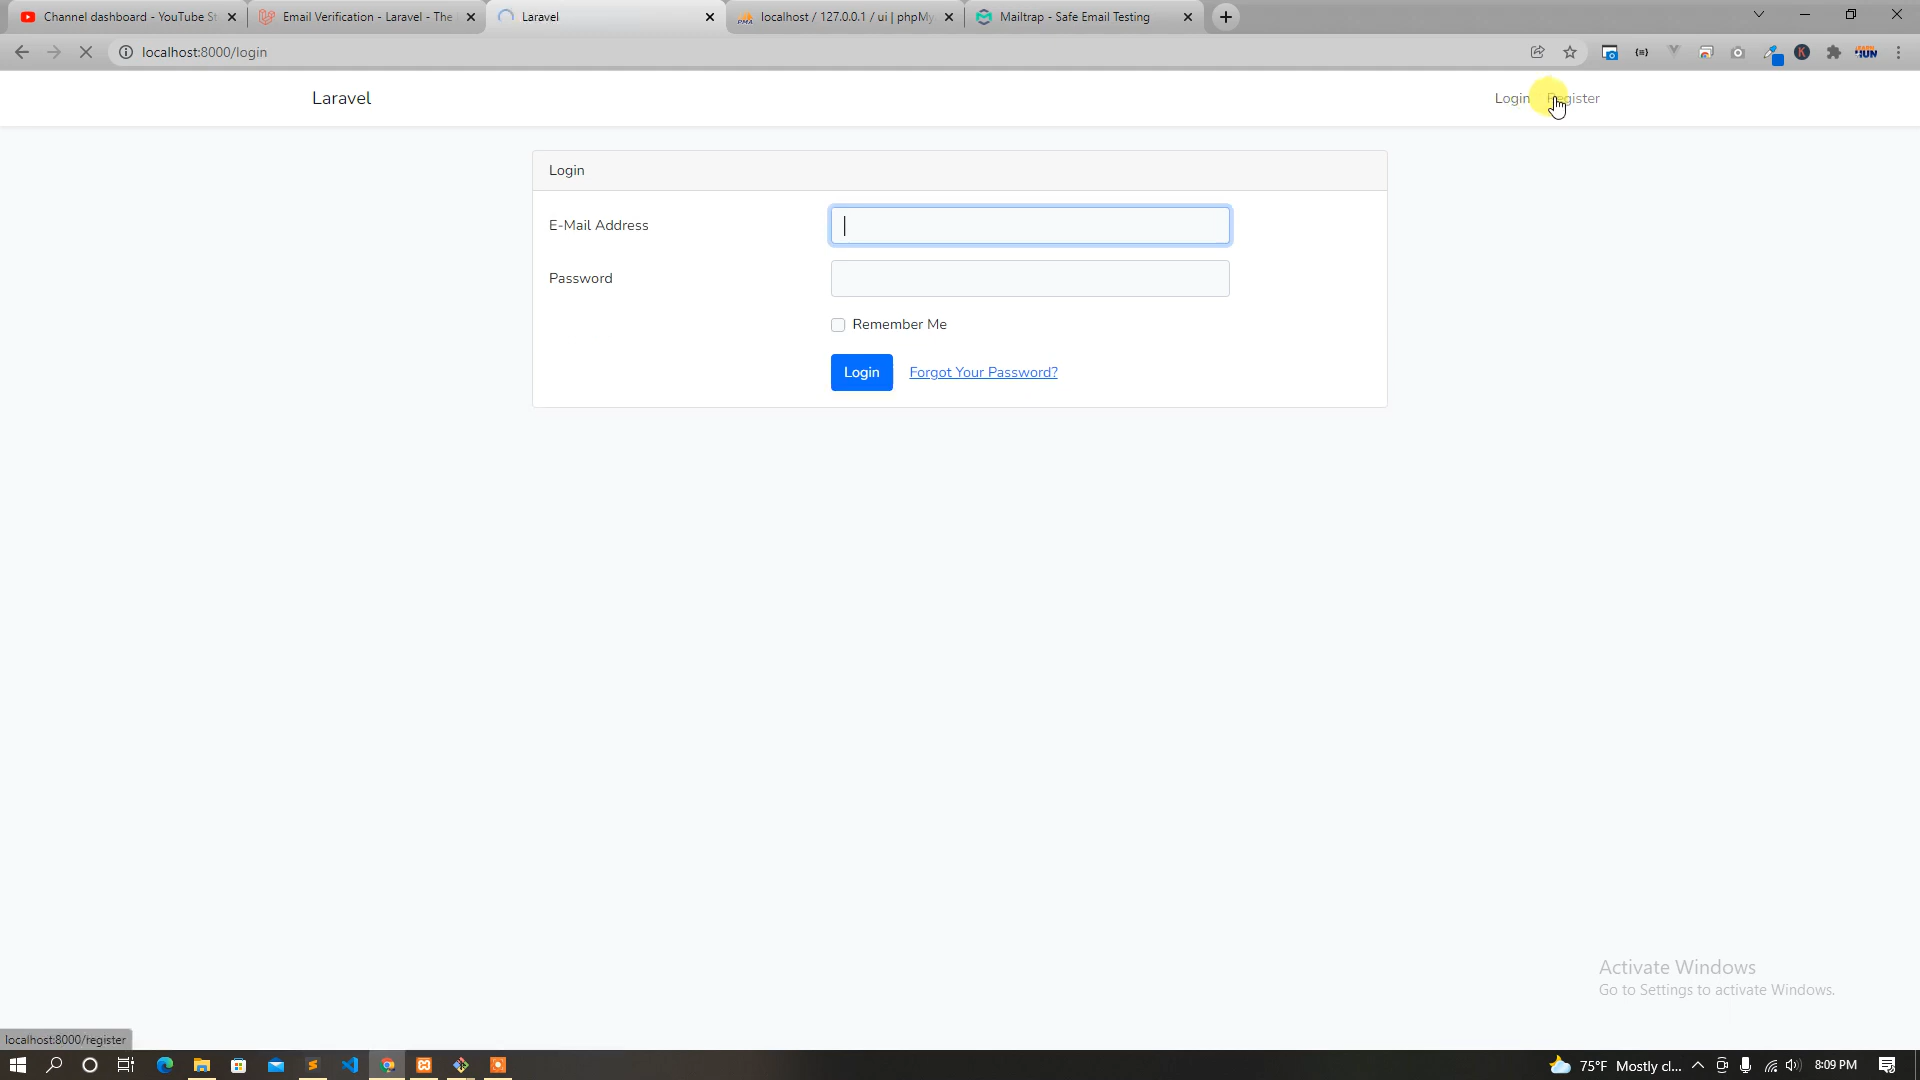 Channel dashboard - YouTube St
Email Verification - Laravel - The
Laravel
localhost / 127.0.0.1 / ui | phpMy
Mailtrap - Safe Email Testing
localhost:8000/login
Laravel
Login
Register
Login
E-Mail Address
Password
Remember Me
Login
Forgot Your Password?
Activate Windows
Go to Settings to activate Windows.
localhost:8000/register
75°F Mostly cl...
8:09 PM